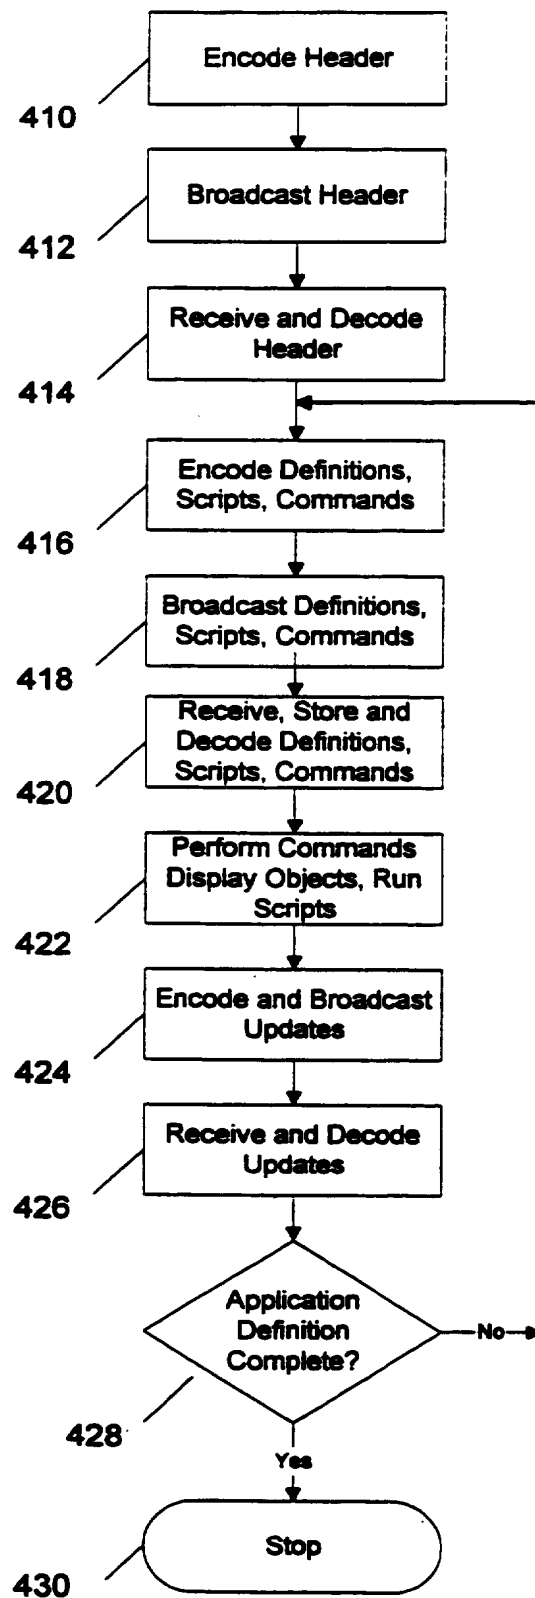 Encode Header
410
Broadcast Header
412
Receive and Decode
Header
414
Encode Definitions,
Scripts, Commands
416
Broadcast Definitions,
Scripts, Commands
418
Receive, Store and
Decode Definitions,
Scripts, Commands
420
Perform Commands
Display Objects, Run
Scripts
422
Encode and Broadcast
Updates
424
Receive and Decode
Updates
426
Application
Definition
Complete?
No
428
Yes
Stop
430